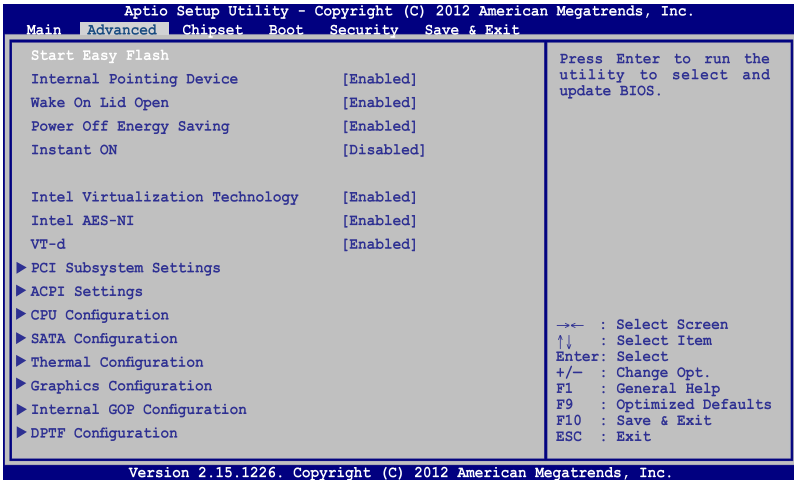 Aptio Setup Utility - Copyright (C) 2012 American Megatrends, Inc.
Main Advanced Chipset Boot Security Save & Exit
Start Easy Flash
Internal Pointing Device [Enabled]
Wake On Lid Open [Enabled]
Power Off Energy Saving [Enabled]
Instant ON [Disabled]
Intel Virtualization Technology [Enabled]
Intel AES-NI [Enabled]
VT-d [Enabled]
PCI Subsystem Settings
ACPI Settings
CPU Configuration
SATA Configuration
Thermal Configuration
Graphics Configuration
Internal GOP Configuration
DPTF Configuration
Press Enter to run the
utility to select and
update BIOS.
→← : Select Screen
↑↓ : Select Item
Enter: Select
+/— : Change Opt.
F1 : General Help
F9 : Optimized Defaults
F10 : Save & Exit
ESC : Exit
Version 2.15.1226. Copyright (C) 2012 American Megatrends, Inc.